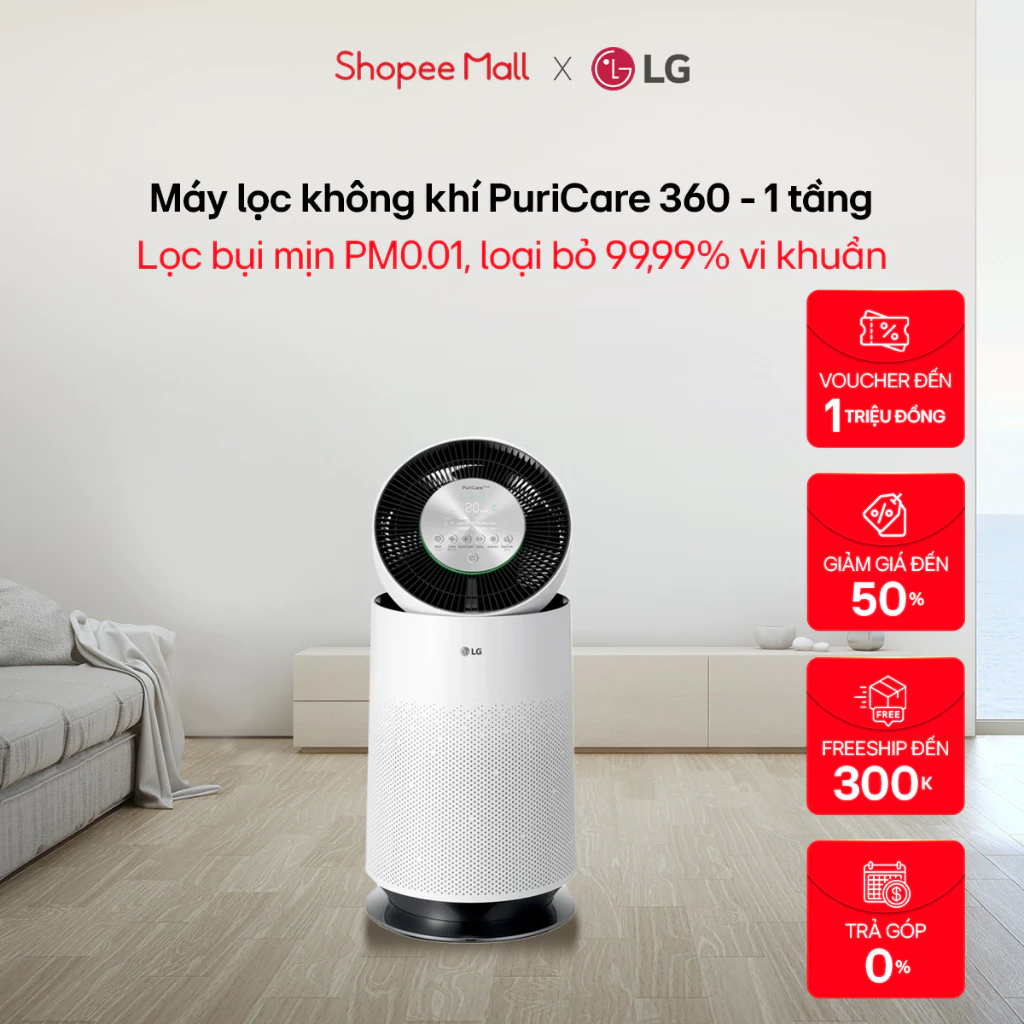 Shopee Mall X LG
Máy lọc không khí PuriCare 360 - 1 tầng
Lọc bụi mịn PM0.01, loại bỏ 99,99% vi khuẩn
VOUCHER ĐẾN
1 TRIỆU ĐỒNG
%
GIẢM GIÁ ĐẾN
50%
FREE
FREESHIP ĐẾN
300K
$
TRẢ GÓP
0%
PuriCare
LG